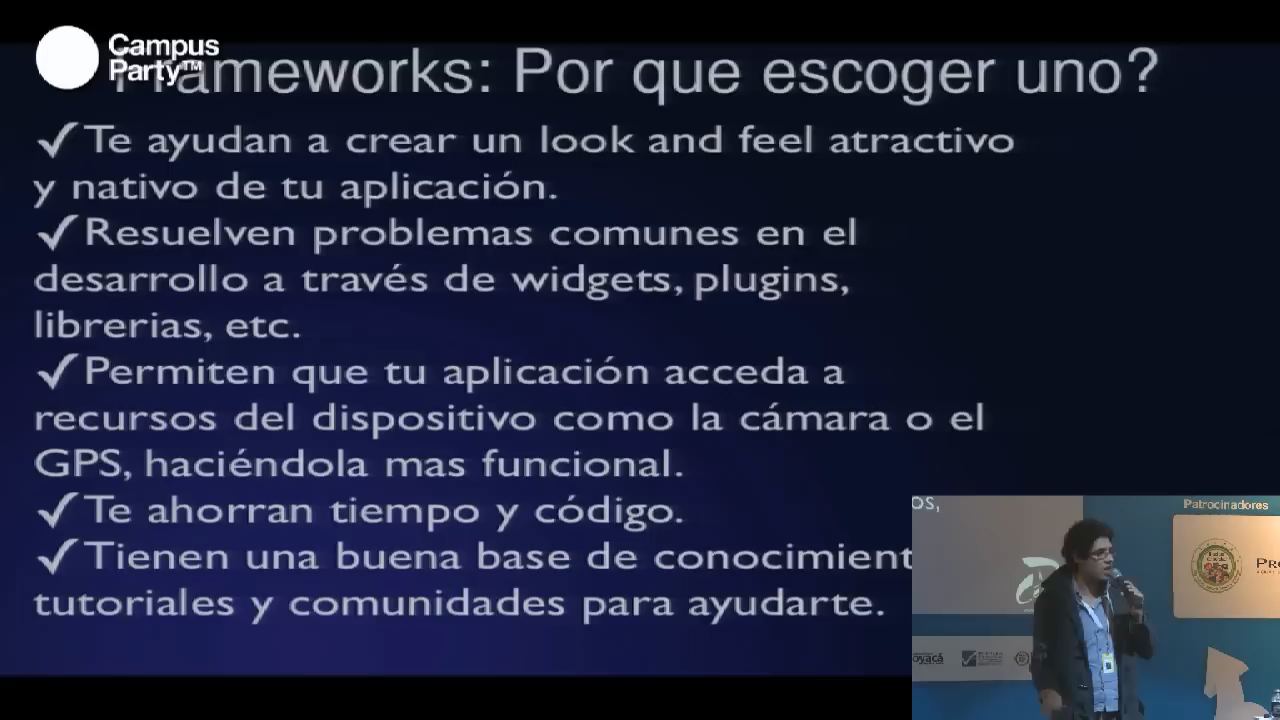 Campus
Party™
Frameworks: Por que escoger uno?
✓Te ayudan a crear un look and feel atractivo
y nativo de tu aplicación.
✓Resuelven problemas comunes en el
desarrollo a través de widgets, plugins,
librerias, etc.
✓Permiten que tu aplicación acceda a
recursos del dispositivo como la cámara o el
GPS, haciéndola mas funcional.
✓Te ahorran tiempo y código.
✓Tienen una buena base de conocimient
tutoriales y comunidades para ayudarte.
os,
Patrocinadores
oyacá